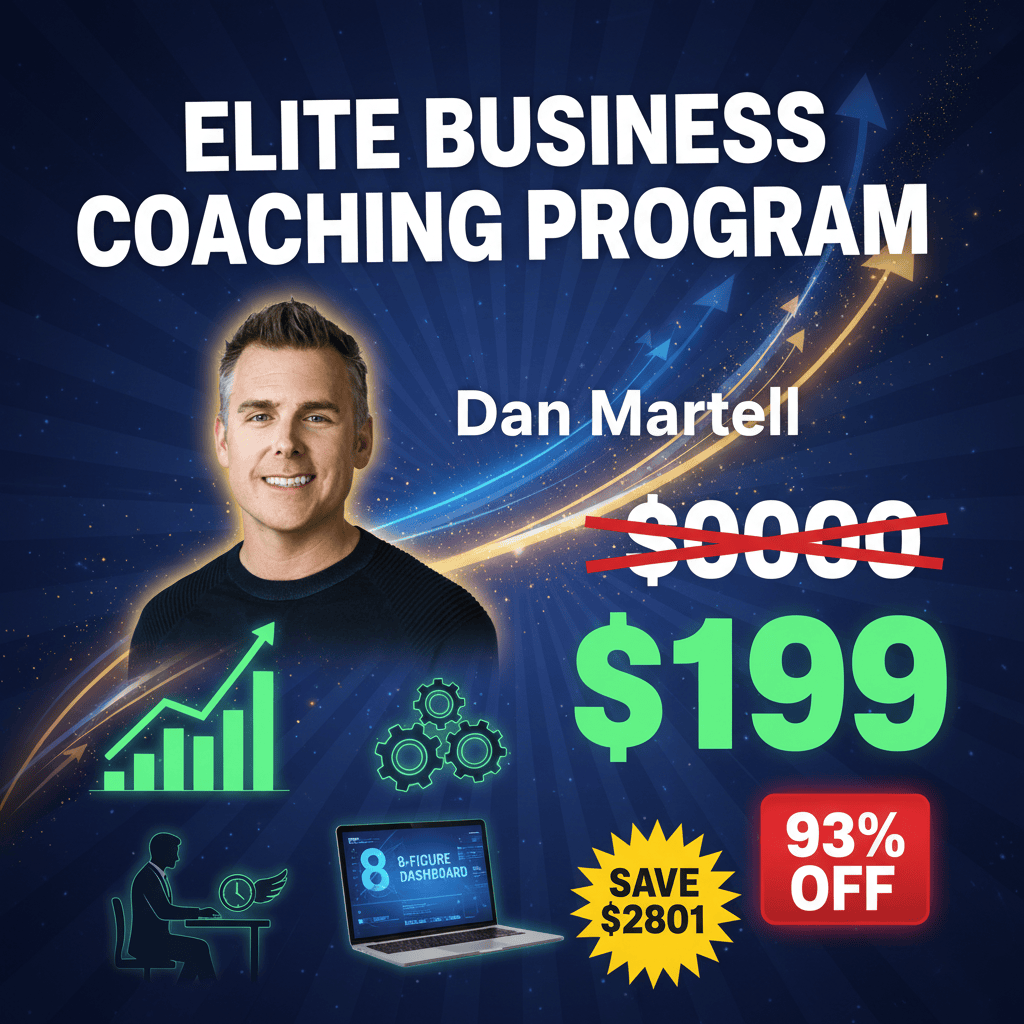 ELITE BUSINESS
COACHING PROGRAM
Dan Martell
$0000
$199
8
8-FIGURE
DASHBOARD
SAVE
$2801
93%
OFF